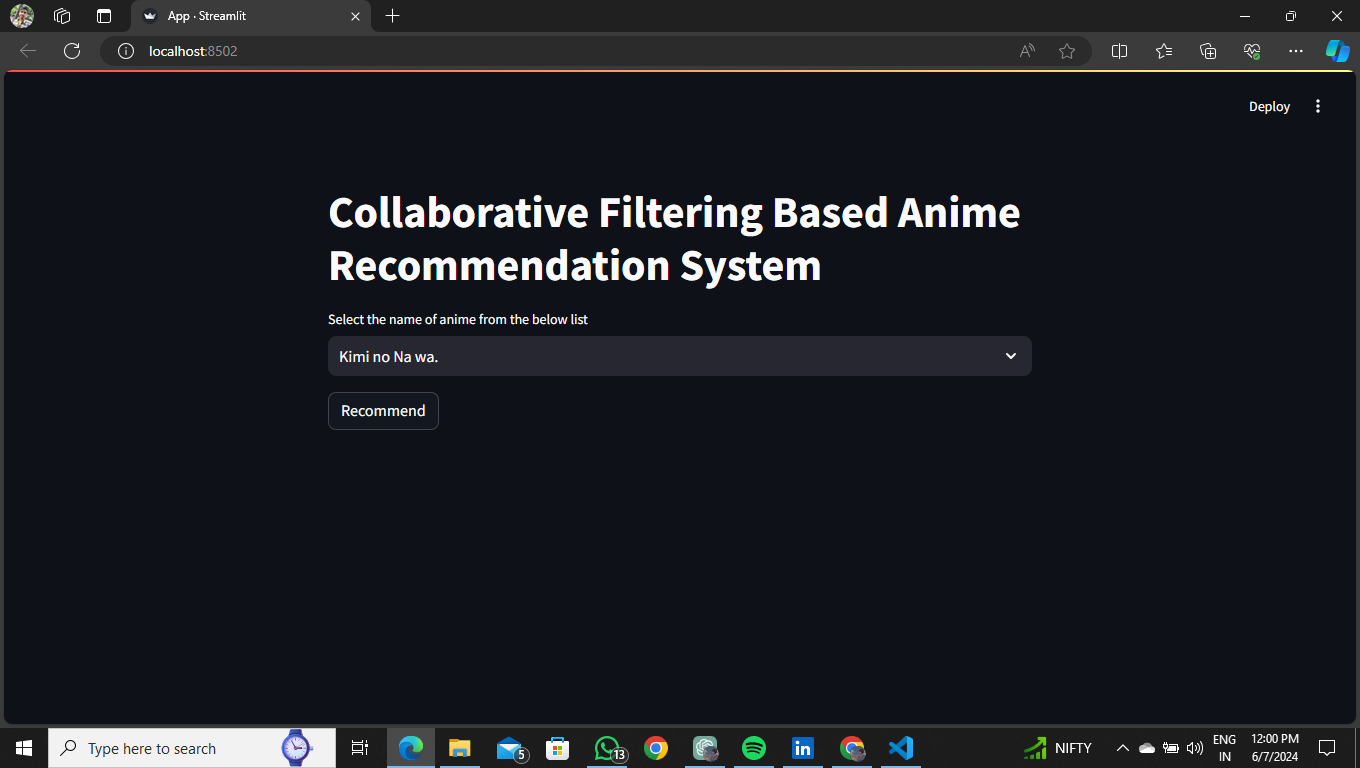 App · Streamlit
localhost:8502
Deploy
Collaborative Filtering Based Anime
Recommendation System
Select the name of anime from the below list
Kimi no Na wa.
Recommend
Type here to search
5
13
in
NIFTY
ENG
IN
12:00 PM
6/7/2024